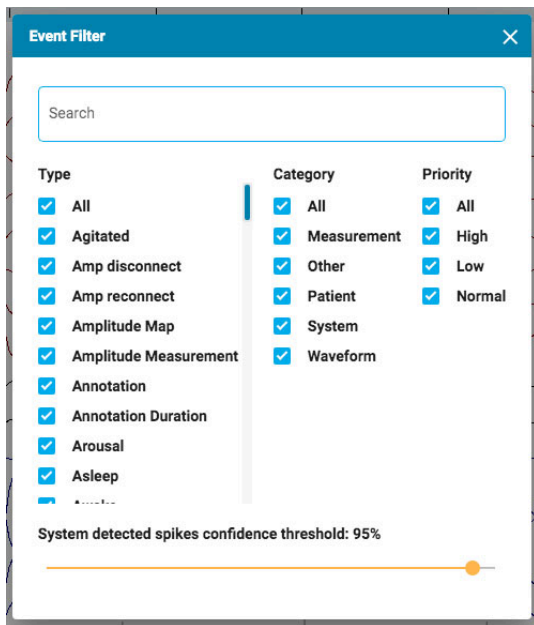 Event Filter
Search
Type
All
Agitated
Amp disconnect
Amp reconnect
Amplitude Map
Amplitude Measurement
Annotation
Annotation Duration
Arousal
Asleep
Category
All
Measurement
Other
Patient
System
Waveform
Priority
All
High
Low
Normal
System detected spikes confidence threshold: 95%